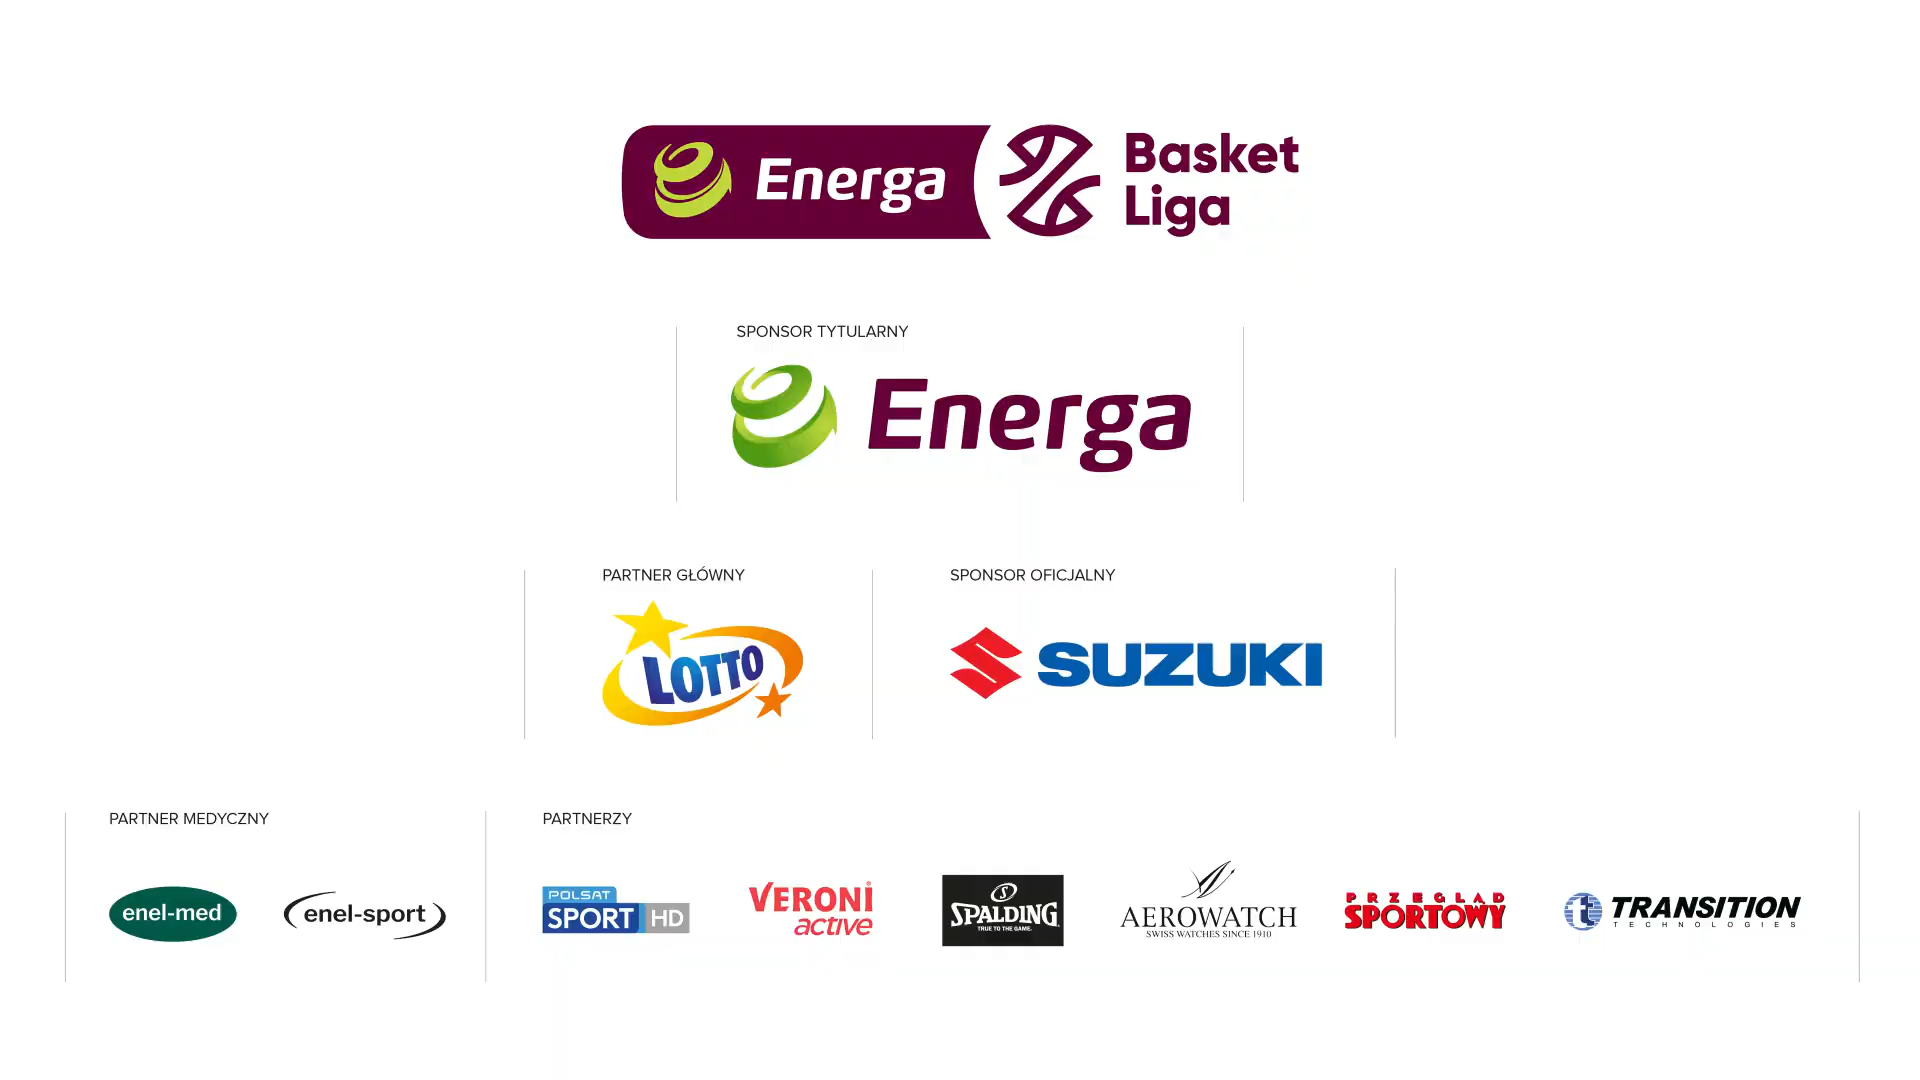 Energa
Basket
Liga
SPONSOR TYTULARNY
Energa
PARTNER GŁÓWNY
SPONSOR OFICJALNY
LOTTO
SUZUKI
PARTNER MEDYCZNY
PARTNERZY
enel-med
enel-sport
POLSAT
SPORT HD
VERONI®
active
SPALDING
TRUE TO THE GAME.
AEROWATCH
SWISS WATCHES SINCE 1910
PRZEGLĄD
SPORTOWY
TRANSITION
TECHNOLOGIES